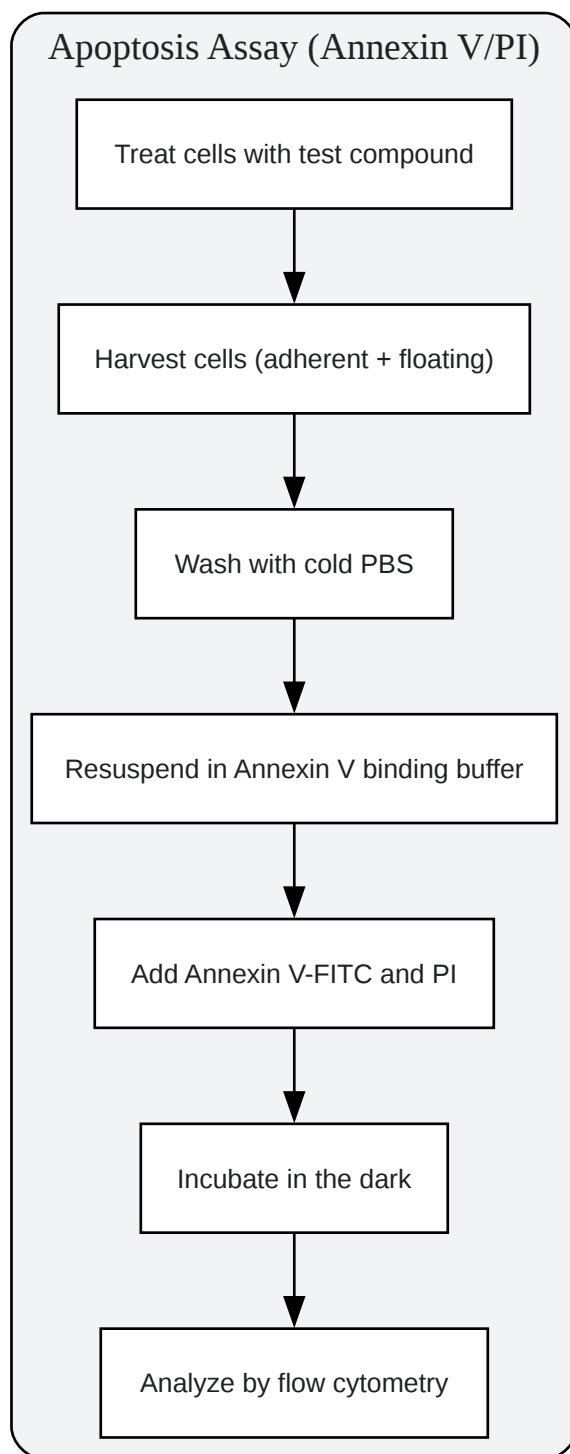 Apoptosis Assay (Annexin V/PI)
Treat cells with test compound
Harvest cells (adherent + floating)
Wash with cold PBS
Resuspend in Annexin V binding buffer
Add Annexin V-FITC and PI
Incubate in the dark
Analyze by flow cytometry